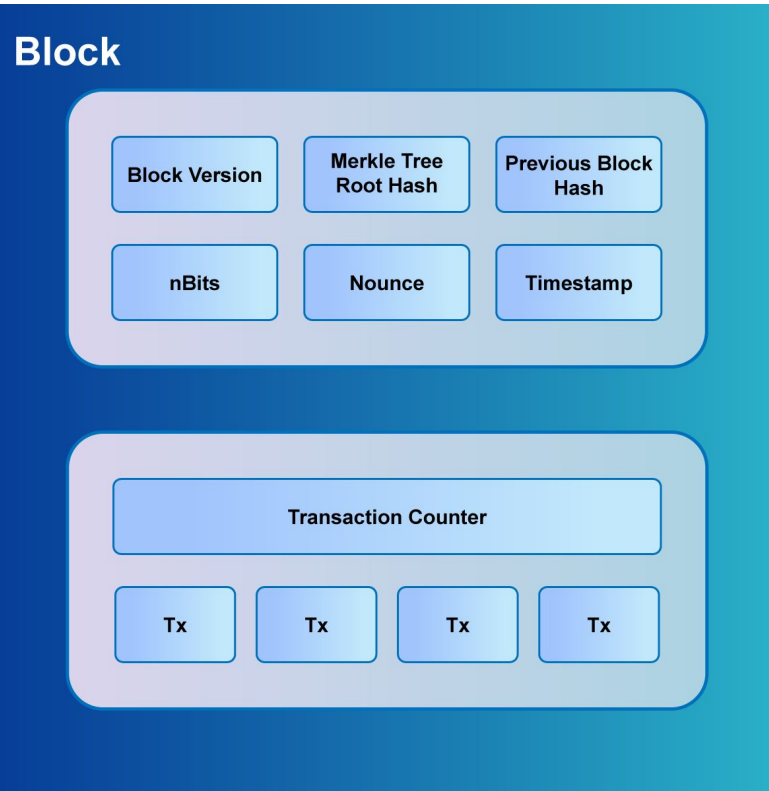 Block
Block Version
Merkle Tree
Root Hash
Previous Block
Hash
nBits
Nounce
Timestamp
Transaction Counter
Tx
Tx
Tx
Tx